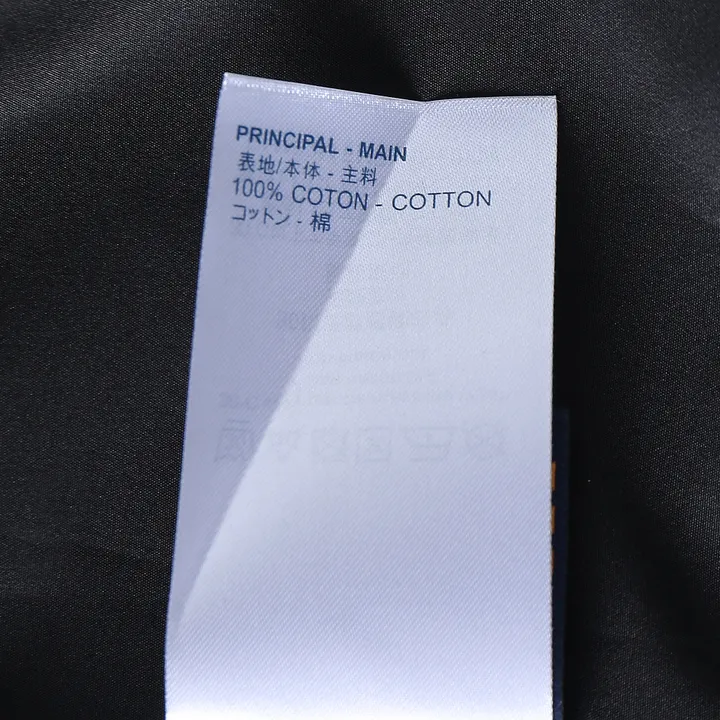 PRINCIPAL - MAIN
表地/本体 - 主料
100% COTON - COTTON
コットン - 棉